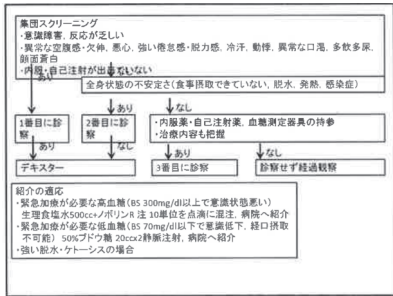 集団スクリーニング
・意識障害、反応が乏しい
・異常な空腹感・欠伸、悪心、強い倦怠感・脱力感、冷汗、動悸、異常な口渇、多飲多尿、
顔面蒼白
・内服・自己注射が出来ていない
あり
なし
全身状態の不安定さ(食事摂取できていない、脱水、発熱、感染症)
あり
なし
1番目に診
察
2番目に診
察
・内服薬・自己注射薬、血糖測定器具の持参
・治療内容も把握
あり
なし
デキスター
3番目に診察
診察せず経過観察
紹介の適応
・緊急加療が必要な高血糖(BS 300mg/dl以上で意識状態悪い)
生理食塩水500cc+ノボリンR 注 10単位を点滴に混注、病院へ紹介
・緊急加療が必要な低血糖(BS 70mg/dl以下で意識低下、経口摂取
不可能) 50%ブドウ糖 20ccx2静脈注射、病院へ紹介
・強い脱水・ケトーシスの場合